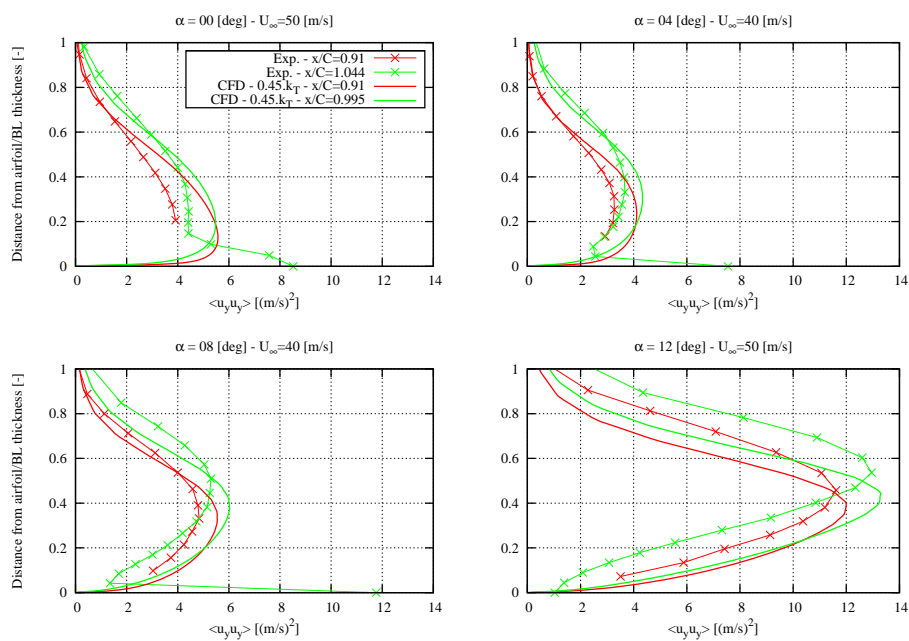 α = 00 [deg] - U∞=50 [m/s]
Distance from airfoil/BL thickness [-]
1
0.8
0.6
0.4
0.2
0
Exp. - x/C=0.91
Exp. - x/C=1.044
CFD - 0.45.kT - x/C=0.91
CFD - 0.45.kT - x/C=0.995
0 2 4 6 8 10 12 14
<uyuy> [(m/s)²]
α = 04 [deg] - U∞=40 [m/s]
1
0.8
0.6
0.4
0.2
0
0 2 4 6 8 10 12 14
<uyuy> [(m/s)²]
α = 08 [deg] - U∞=40 [m/s]
Distance from airfoil/BL thickness [-]
1
0.8
0.6
0.4
0.2
0
0 2 4 6 8 10 12 14
<uyuy> [(m/s)²]
α = 12 [deg] - U∞=50 [m/s]
1
0.8
0.6
0.4
0.2
0
0 2 4 6 8 10 12 14
<uyuy> [(m/s)²]